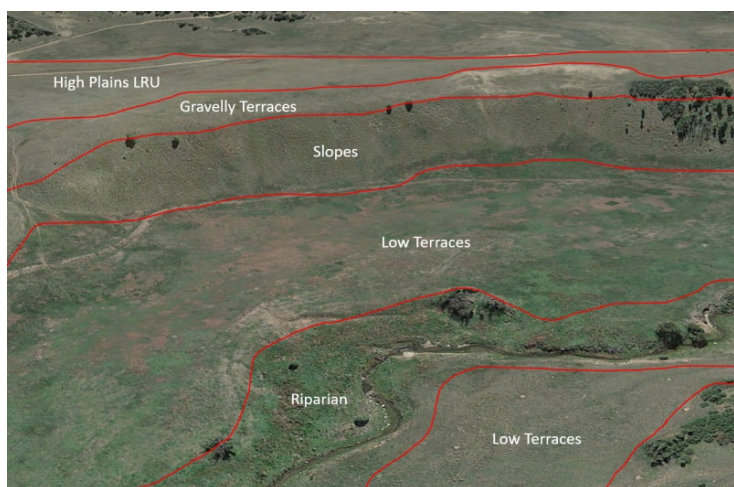 High Plains LRU
Gravelly Terraces
Slopes
Low Terraces
Riparian
Low Terraces